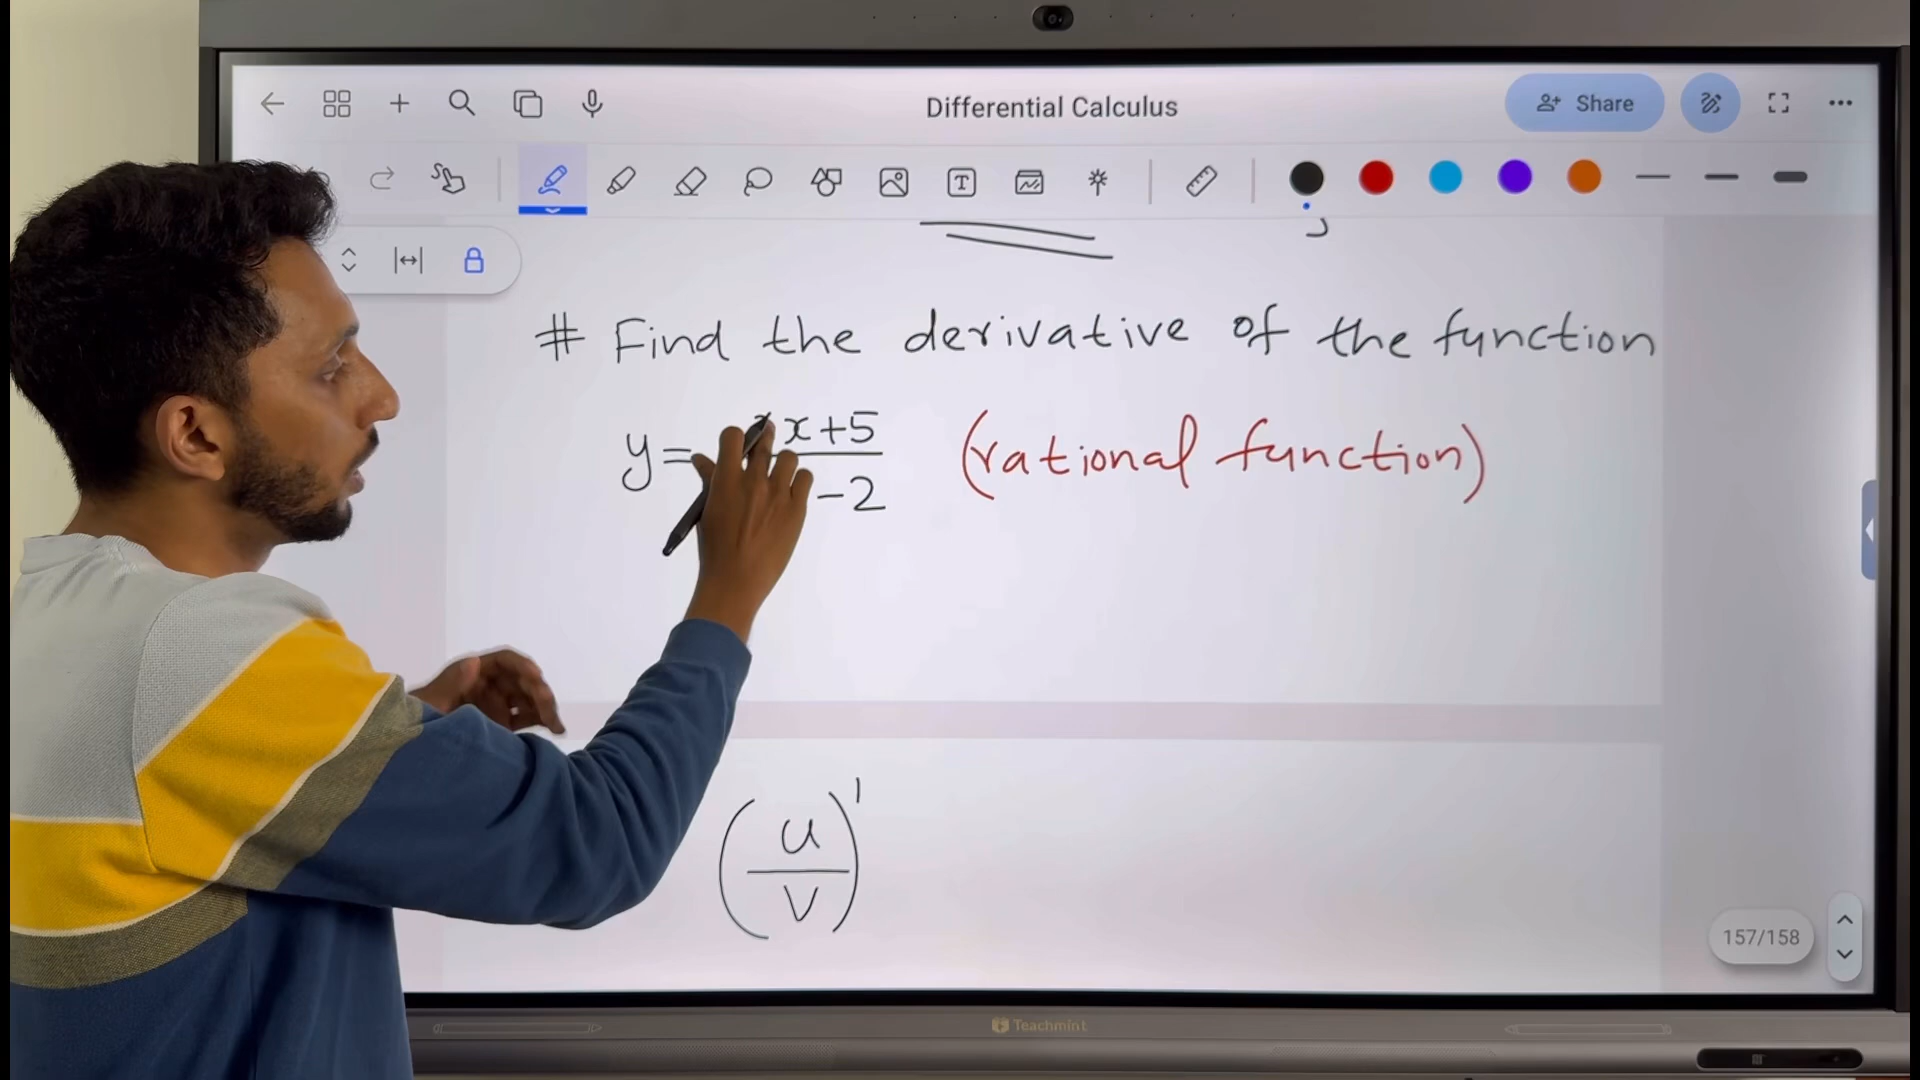 Differential Calculus
Share
# Find the derivative of the function
y = x+5 / -2 (rational function)
(u/v)'
157/158
Teachmint